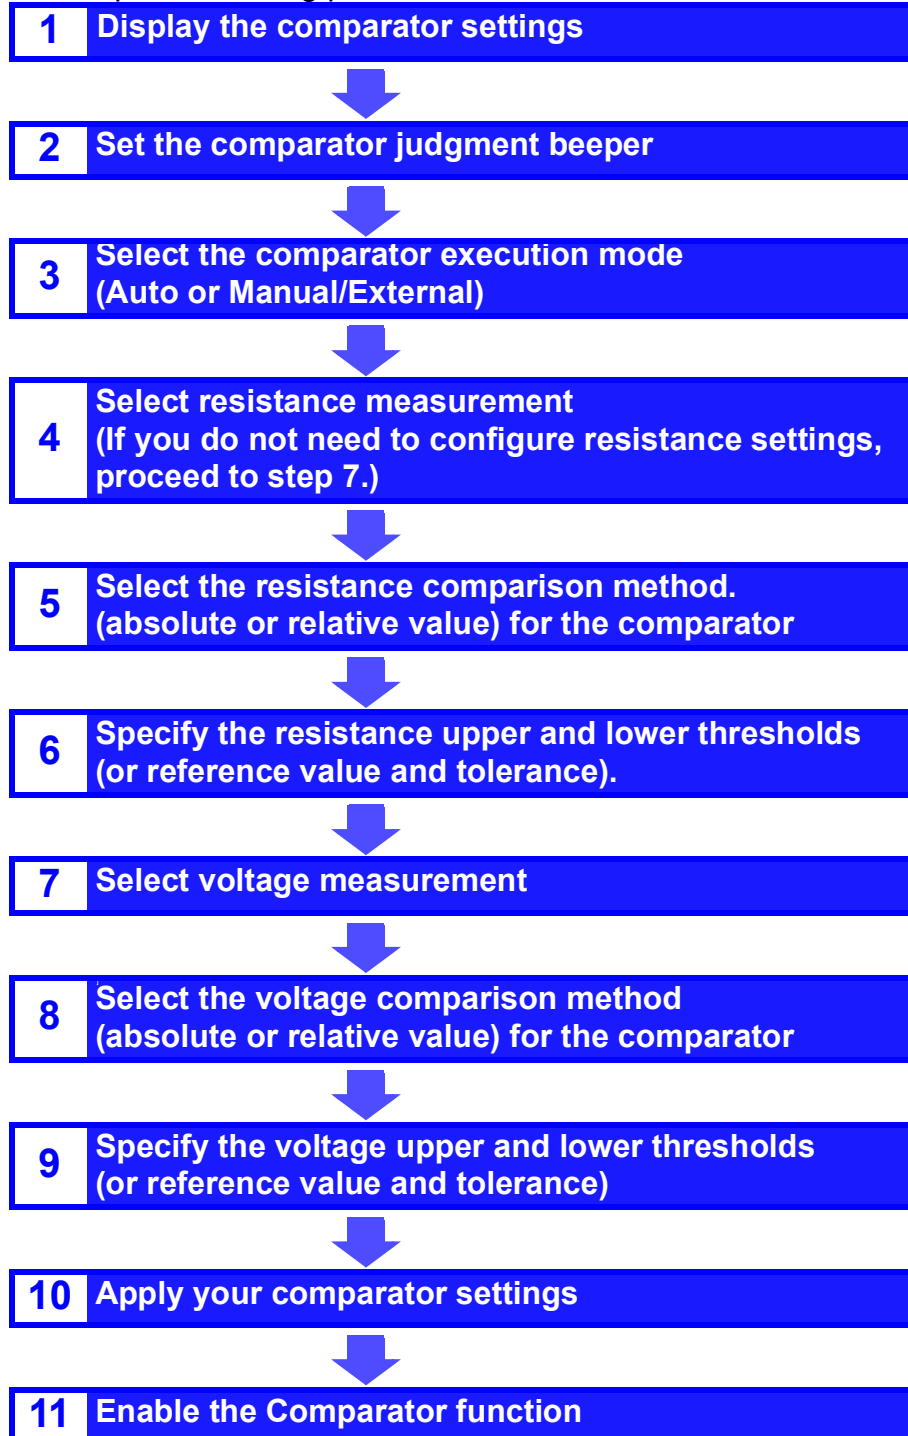 1 Display the comparator settings
2 Set the comparator judgment beeper
3 Select the comparator execution mode
(Auto or Manual/External)
4 Select resistance measurement
(If you do not need to configure resistance settings,
proceed to step 7.)
5 Select the resistance comparison method.
(absolute or relative value) for the comparator
6 Specify the resistance upper and lower thresholds
(or reference value and tolerance).
7 Select voltage measurement
8 Select the voltage comparison method
(absolute or relative value) for the comparator
9 Specify the voltage upper and lower thresholds
(or reference value and tolerance)
10 Apply your comparator settings
11 Enable the Comparator function